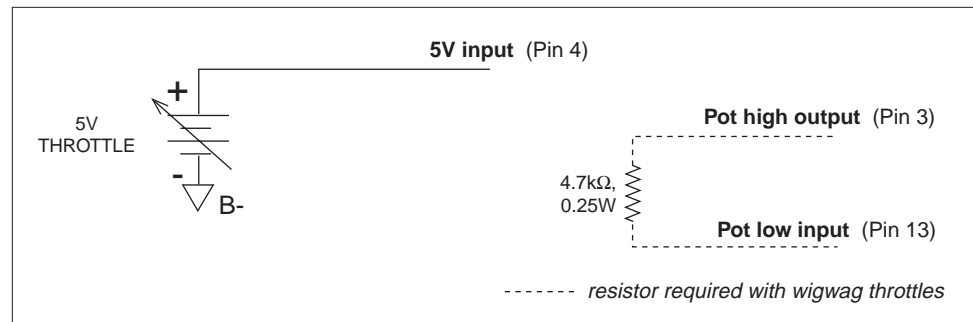 5V input (Pin 4)
+
5V
THROTTLE
-
B-
Pot high output (Pin 3)
4.7kΩ,
0.25W
Pot low input (Pin 13)
resistor required with wigwag throttles